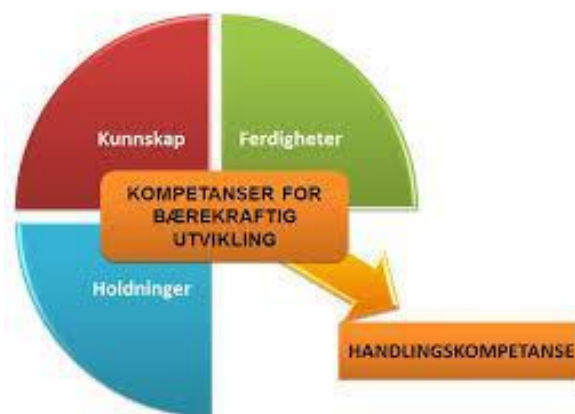 Kunnskap
Ferdigheter
KOMPETANSER FOR
BÆREKRAFTIG
UTVIKLING
Holdninger
HANDLINGSKOMPETANSE